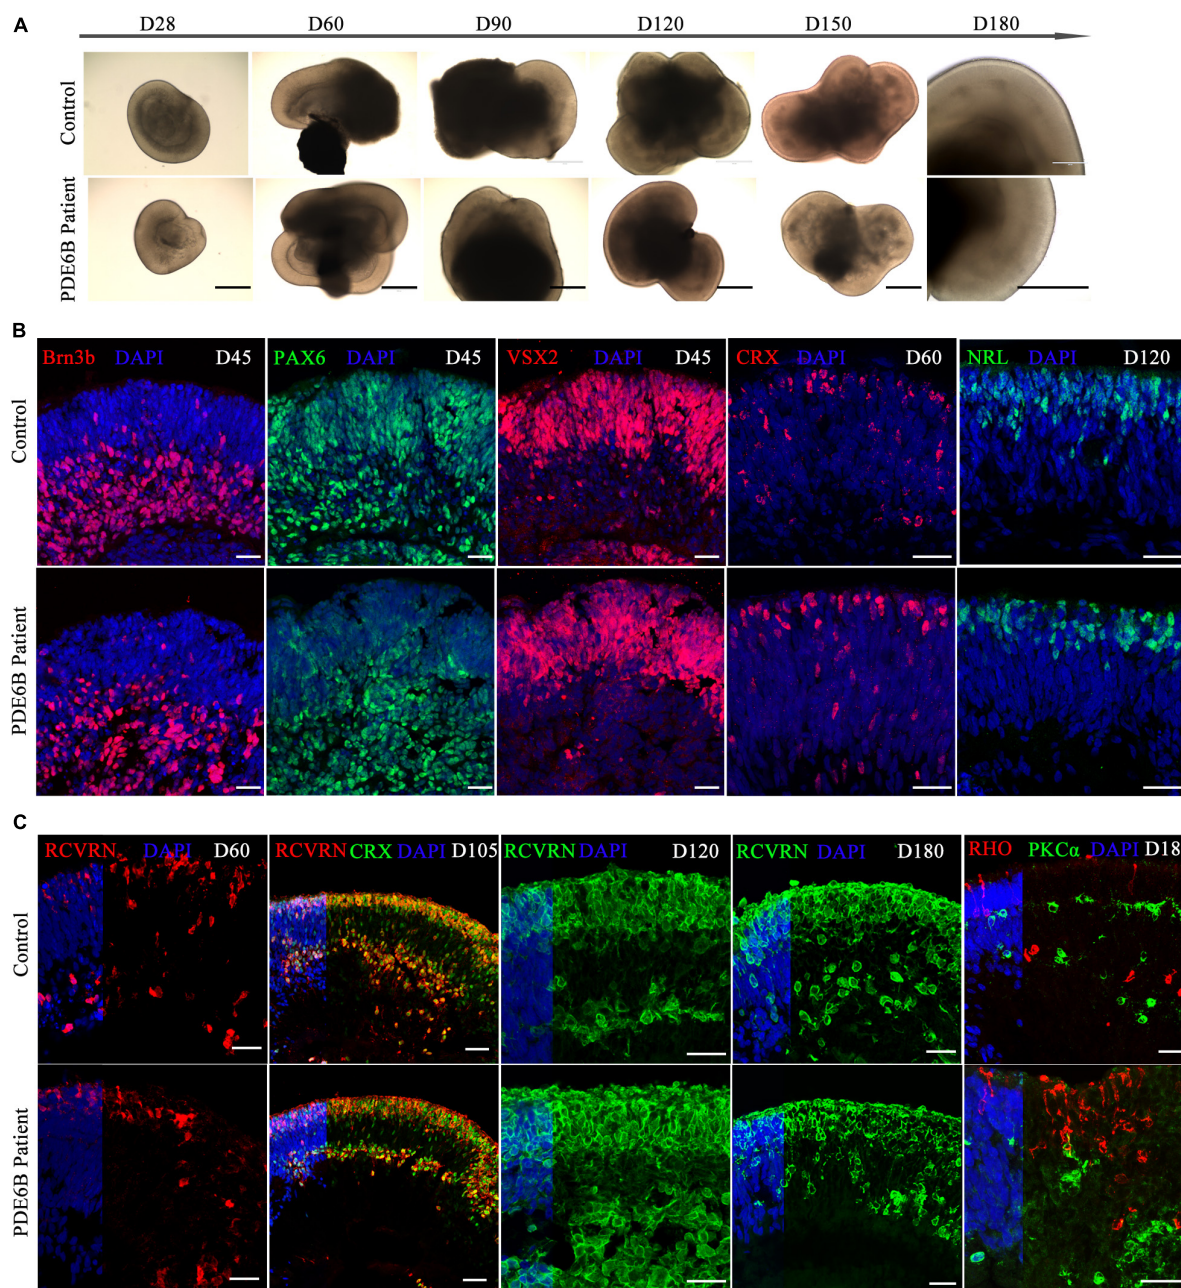 A
D28 D60 D90 D120 D150 D180
Control
PDE6B Patient
B
Brn3b DAPI D45 PAX6 DAPI D45 VSX2 DAPI D45 CRX DAPI D60 NRL DAPI D120
Control
PDE6B Patient
C
RCVRN DAPI D60 RCVRN CRX DAPI D105 RCVRN DAPI D120 RCVRN DAPI D180 RHO PKCα DAPI D18
Control
PDE6B Patient